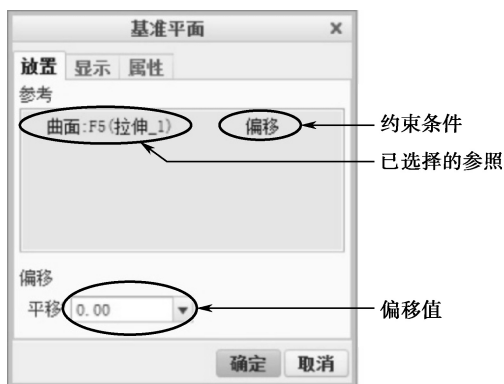 基准平面 ×
放置 显示 属性
参考
曲面:F5(拉伸_1) 偏移
约束条件
已选择的参照
偏移
平移 0.00
偏移值
确定 取消